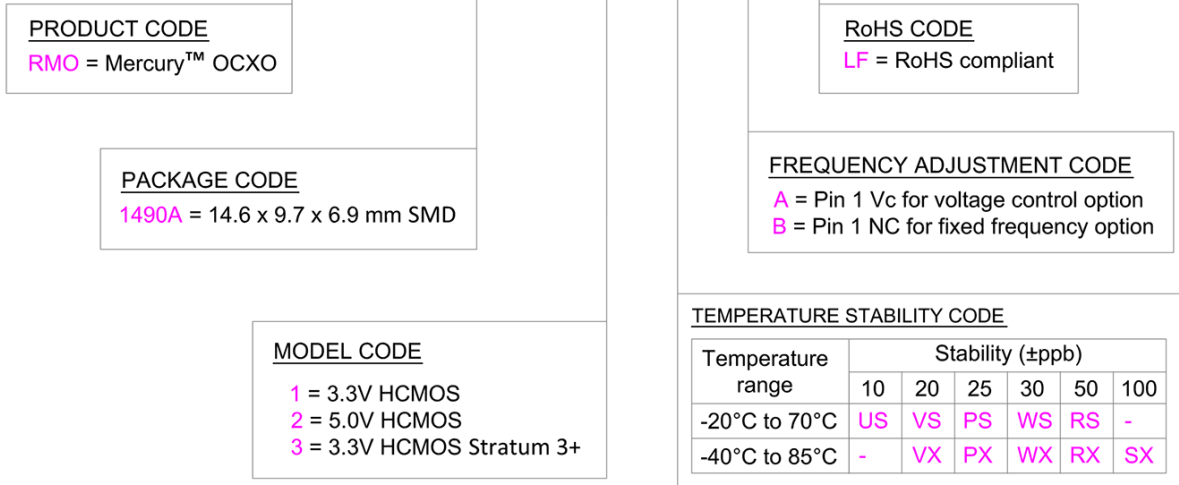 PRODUCT CODE
RMO = Mercury™ OCXO
RoHS CODE
LF = RoHS compliant
PACKAGE CODE
1490A = 14.6 x 9.7 x 6.9 mm SMD
FREQUENCY ADJUSTMENT CODE
A = Pin 1 Vc for voltage control option
B = Pin 1 NC for fixed frequency option
MODEL CODE
1 = 3.3V HCMOS
2 = 5.0V HCMOS
3 = 3.3V HCMOS Stratum 3+
TEMPERATURE STABILITY CODE
Temperature range Stability (±ppb)
10 20 25 30 50 100
-20°C to 70°C US VS PS WS RS -
-40°C to 85°C - VX PX WX RX SX